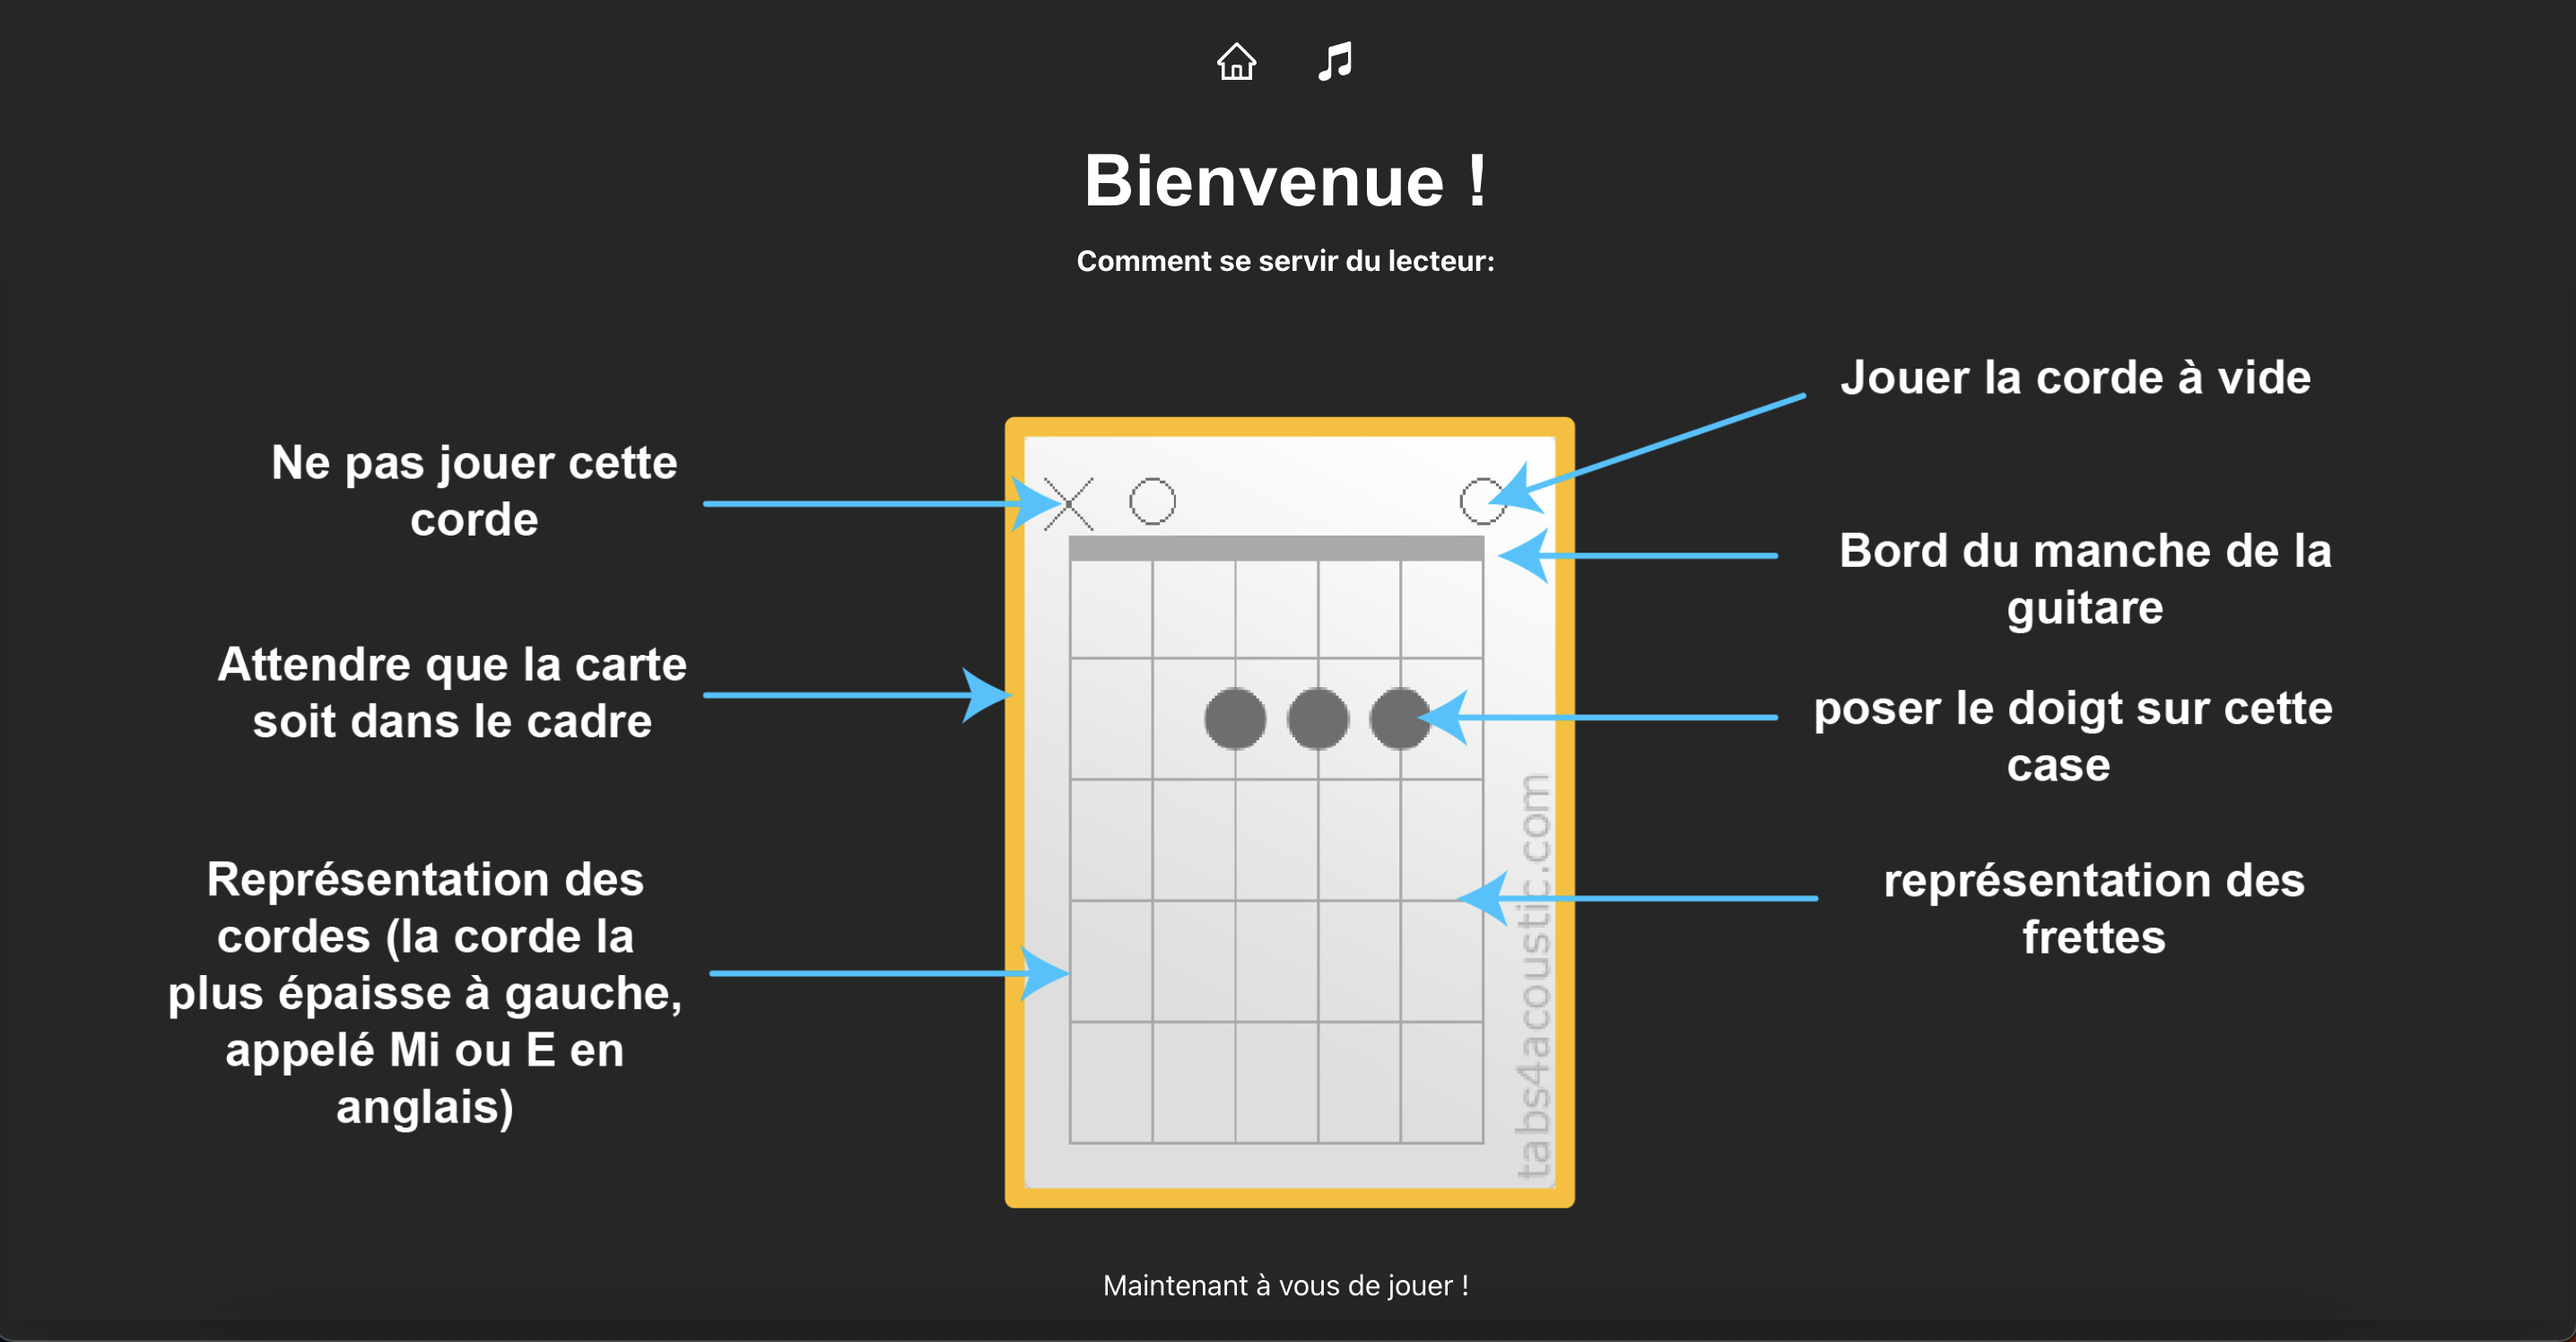 Bienvenue !
Comment se servir du lecteur:
Ne pas jouer cette
corde
Attendre que la carte
soit dans le cadre
Représentation des
cordes (la corde la
plus épaisse à gauche,
appelé Mi ou E en
anglais)
Jouer la corde à vide
Bord du manche de la
guitare
poser le doigt sur cette
case
représentation des
frettes
tabs4acoustic.com
Maintenant à vous de jouer !